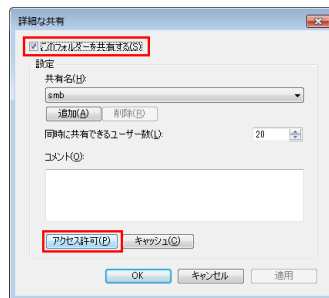 詳細な共有
このフォルダーを共有する(S)
設定
共有名(H):
smb
追加(A) 削除(R)
同時に共有できるユーザー数(L): 20
コメント(O):
アクセス許可(P) キャッシュ(C)
OK キャンセル 適用